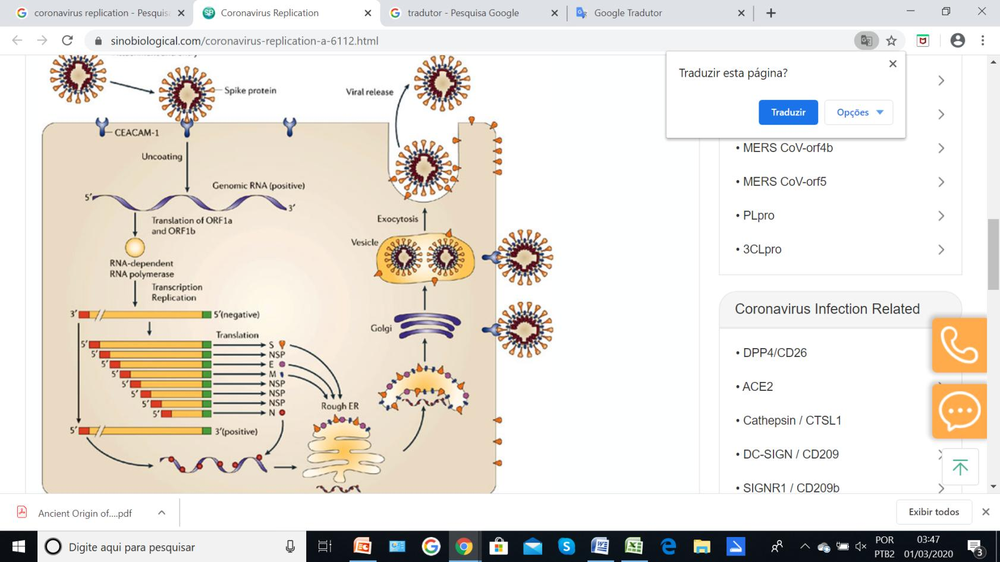 coronavirus replication - Pesquis
Coronavirus Replication
tradutor - Pesquisa Google
Google Tradutor
sinobiological.com/coronavirus-replication-a-6112.html
Traduzir esta página?
Traduzir
Opções
Spike protein
Viral release
CEACAM-1
Uncoating
Genomic RNA (positive)
5′
3′
Translation of ORF1a
and ORF1b
RNA-dependent
RNA polymerase
Transcription
Replication
3′
5′(negative)
Translation
5′
S
5′
NSP
5′
E
5′
M
5′
NSP
5′
NSP
5′
NSP
5′
N
5′
3′(positive)
Rough ER
Golgi
Vesicle
Exocytosis
• MERS CoV-orf4b
• MERS CoV-orf5
• PLpro
• 3CLpro
Coronavirus Infection Related
• DPP4/CD26
• ACE2
• Cathepsin / CTSL1
• DC-SIGN / CD209
• SIGNR1 / CD209b
Ancient Origin of....pdf
Exibir todos
Digite aqui para pesquisar
POR
PTB2
03:47
01/03/2020
3